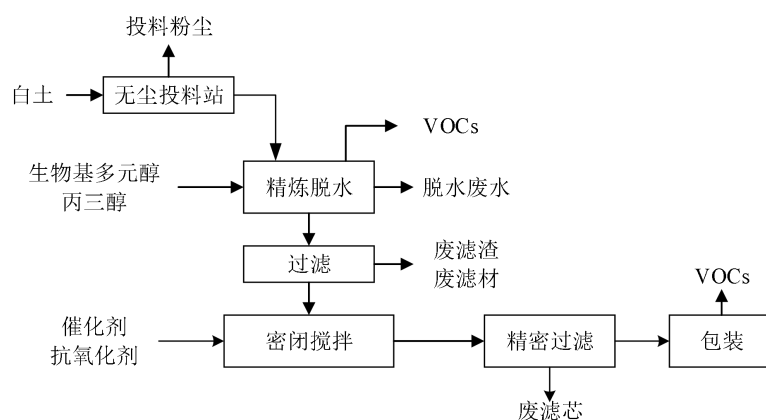 投料粉尘
白土
无尘投料站
VOCs
生物基多元醇
丙三醇
精炼脱水
脱水废水
过滤
废滤渣
废滤材
VOCs
催化剂
抗氧化剂
密闭搅拌
精密过滤
包装
废滤芯